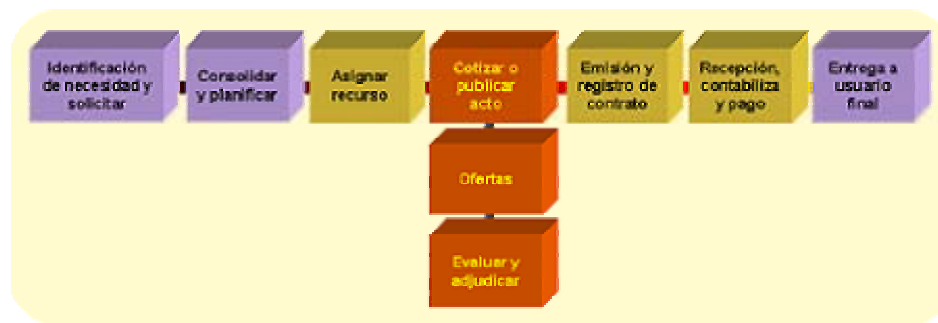 Identificación
de necesidad y
solicitar
Consolidar
y planificar
Asignar
recurso
Cotizar o
publicar
acto
Emisión y
registro de
contrato
Recepción,
contabiliza
y pago
Entrega a
usuario
final
Ofertas
Evaluar y
adjudicar